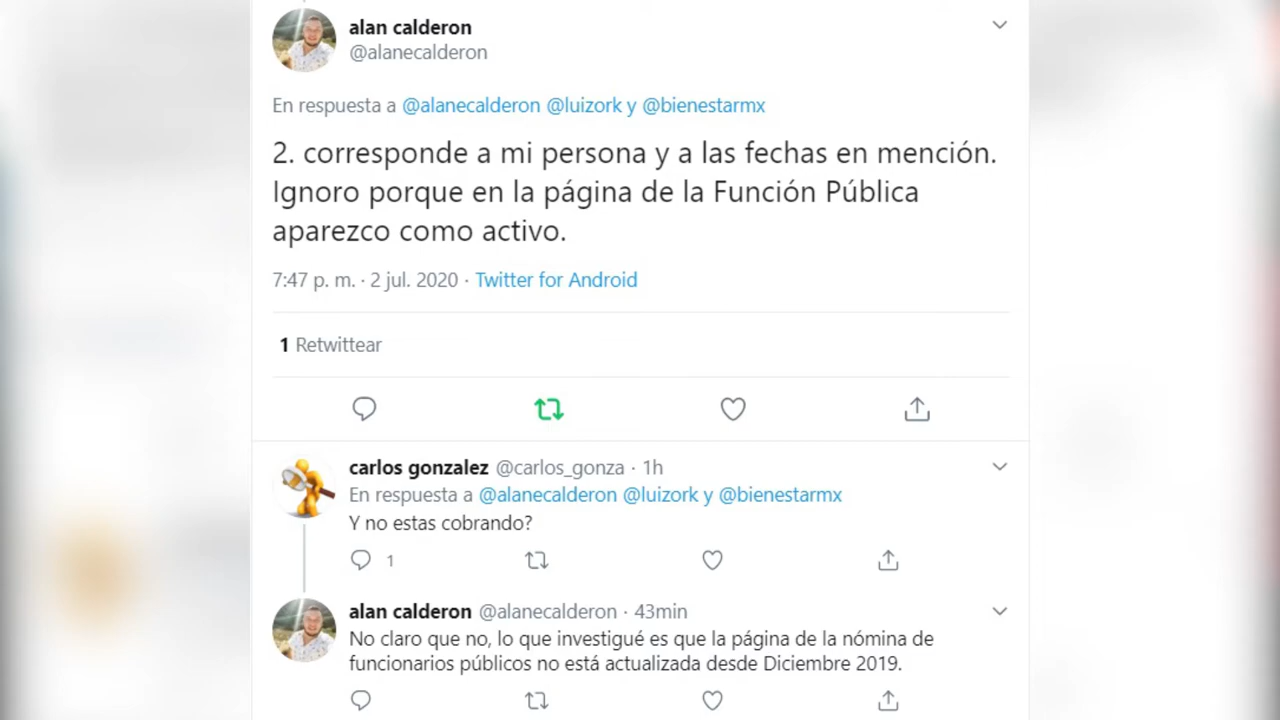 alan calderon
@alanecalderon
En respuesta a @alanecalderon @luizork y @bienestarmx
2. corresponde a mi persona y a las fechas en mención.
Ignoro porque en la página de la Función Pública
aparezco como activo.
7:47 p. m. · 2 jul. 2020 · Twitter for Android
1 Retwittear
carlos gonzalez @carlos_gonza · 1h
En respuesta a @alanecalderon @luizork y @bienestarmx
Y no estas cobrando?
1
alan calderon @alanecalderon · 43min
No claro que no, lo que investigué es que la página de la nómina de
funcionarios públicos no está actualizada desde Diciembre 2019.